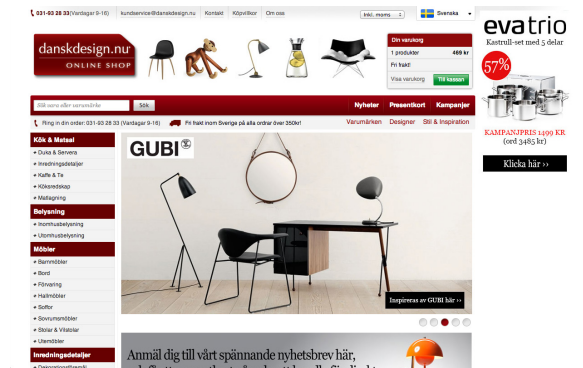 031-93 28 33 (Vardagar 9-16)
kundservice@danskdesign.nu
Kontakt
Köpvillkor
Om oss
Inkl. moms
Svenska
danskdesign.nu
ONLINE SHOP
Din varukorg
1 produkter 469 kr
Fri frakt!
Visa varukorg
Till kassan
Sök vara eller varumärke
Sök
Nyheter
Presentkort
Kampanjer
Ring in din order: 031-93 28 33 (Vardagar 9-16)
Fri frakt inom Sverige på alla ordrar över 350kr!
Varumärken
Designer
Stil & Inspiration
Kök & Matsal
+ Duka & Servera
+ Inredningsdetaljer
+ Kaffe & Te
+ Köksredskap
+ Matlagning
Belysning
+ Inomhusbelysning
+ Utomhusbelysning
Möbler
+ Barnmöbler
+ Bord
+ Förvaring
+ Hallmöbler
+ Soffor
+ Sovrumsmöbler
+ Stolar & Vilstolar
+ Utemöbler
Inredningsdetaljer
GUBI
Inspireras av GUBI här ››
Anmäl dig till vårt spännande nyhetsbrev här,
evatrio
Kastrull-set med 5 delar
57%
KAMPANJPRIS 1499 KR
(ord 3485 kr)
Klicka här ››